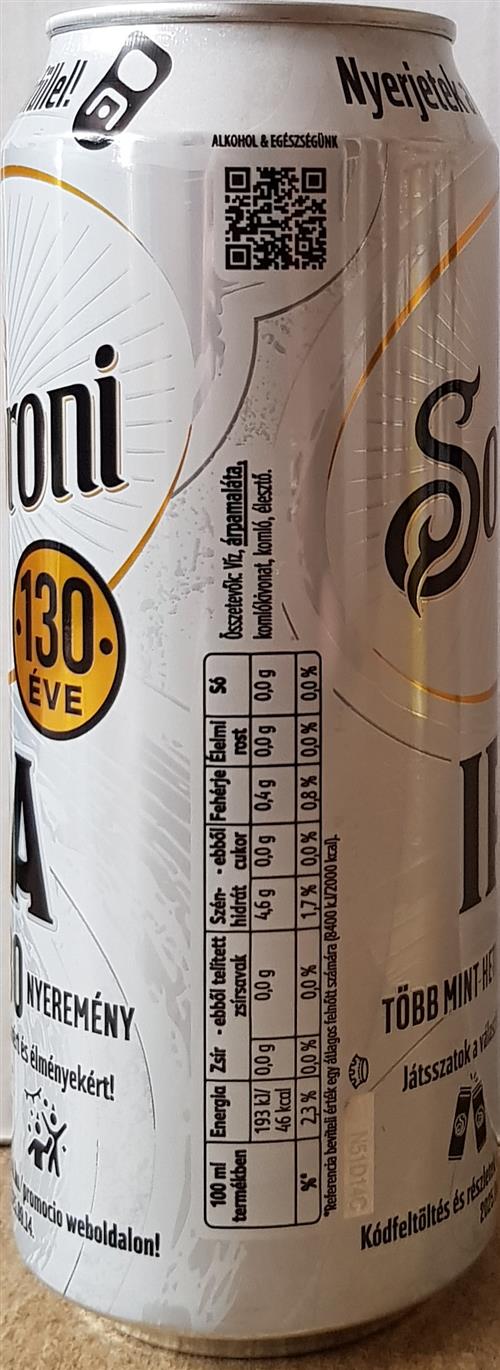 Nyerjetek
ALKOHOL & EGÉSZSÉGÜNK
roni
130
ÉVE
A
NYEREMÉNY
és élményekért!
promocio weboldalon!
Összetevők: Víz, árpamaláta,
komlókivonat, komló, élesztő.
100 ml termékben | Energia | Zsír | - ebből telített zsírsavak | Szén-hidrát | - ebből cukor | Fehérje | Élelmi rost | Só
193 kJ/ 46 kcal | 0,0 g | 0,0 g | 4,6 g | 0,0 g | 0,4 g | 0,0 g | 0,0 g
%* | 2,3 % | 0,0 % | 0,0 % | 1,7 % | 0,0 % | 0,8 % | 0,0 % | 0,0 %
*Referencia beviteli érték egy átlagos felnőtt számára (8400 kJ/2000 kcal).
N51D14C
So
TÖBB MINT
Játsszatok a
Kódfeltöltés és